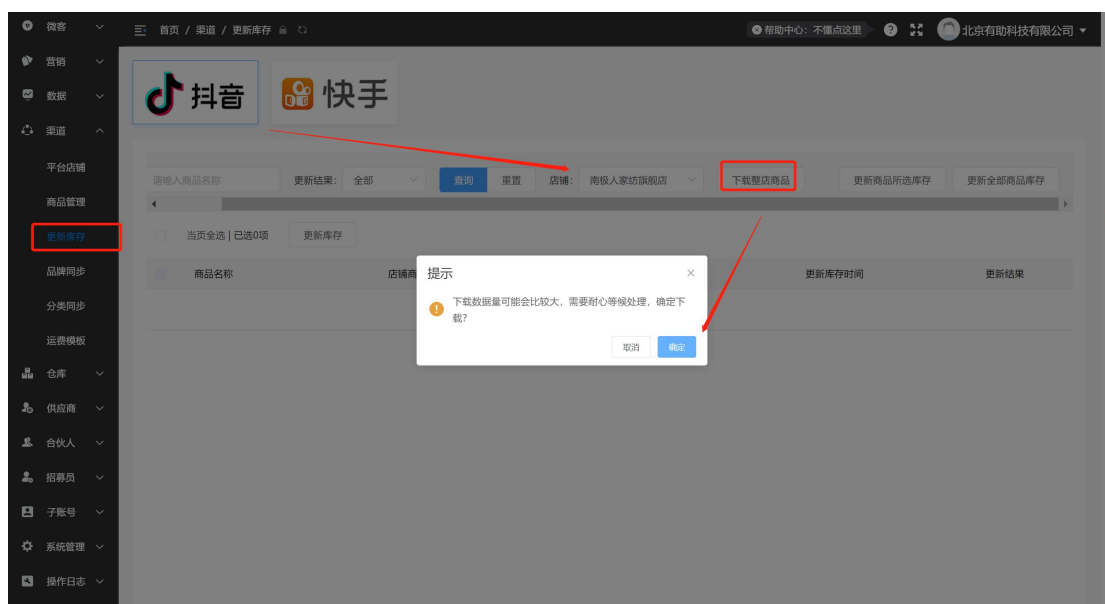 微客
首页 / 渠道 / 更新库存
帮助中心：不懂点这里
北京有助科技有限公司
营销
数据
渠道
平台店铺
商品管理
更新库存
品牌同步
分类同步
运费模板
仓库
供应商
合伙人
招募员
子账号
系统管理
操作日志
抖音
快手
请输入商品名称
更新结果： 全部
查询
重置
店铺： 南极人家纺旗舰店
下载整店商品
更新商品所选库存
更新全部商品库存
当页全选 | 已选0项
更新库存
商品名称
店铺商
更新库存时间
更新结果
提示
下载数据量可能会比较大，需要耐心等候处理，确定下
载？
取消
确定